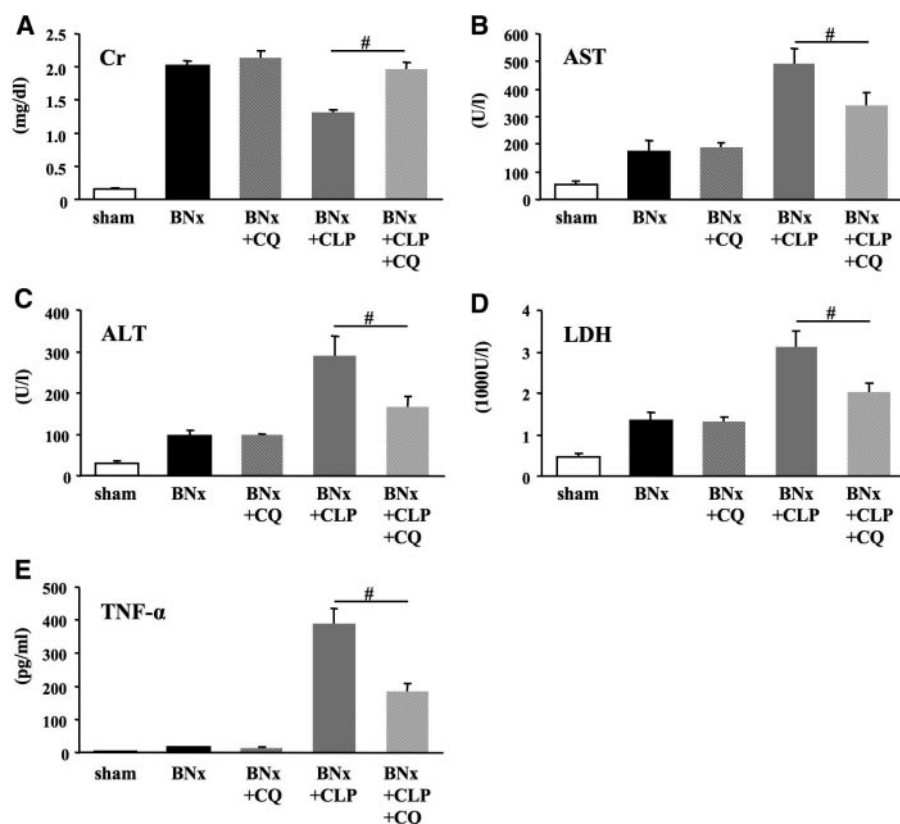 A
Cr
#
(mg/dl)
2.5
2.0
1.5
1.0
0.5
0
sham BNx BNx BNx BNx
+CQ +CLP +CLP
+CQ
B
AST
#
(U/l)
600
500
400
300
200
100
0
sham BNx BNx BNx BNx
+CQ +CLP +CLP
+CQ
C
ALT
#
(U/l)
400
300
200
100
0
sham BNx BNx BNx BNx
+CQ +CLP +CLP
+CQ
D
LDH
#
(1000U/l)
4
3
2
1
0
sham BNx BNx BNx BNx
+CQ +CLP +CLP
+CQ
E
TNF-α
#
(pg/ml)
500
400
300
200
100
0
sham BNx BNx BNx BNx
+CQ +CLP +CLP
+CQ